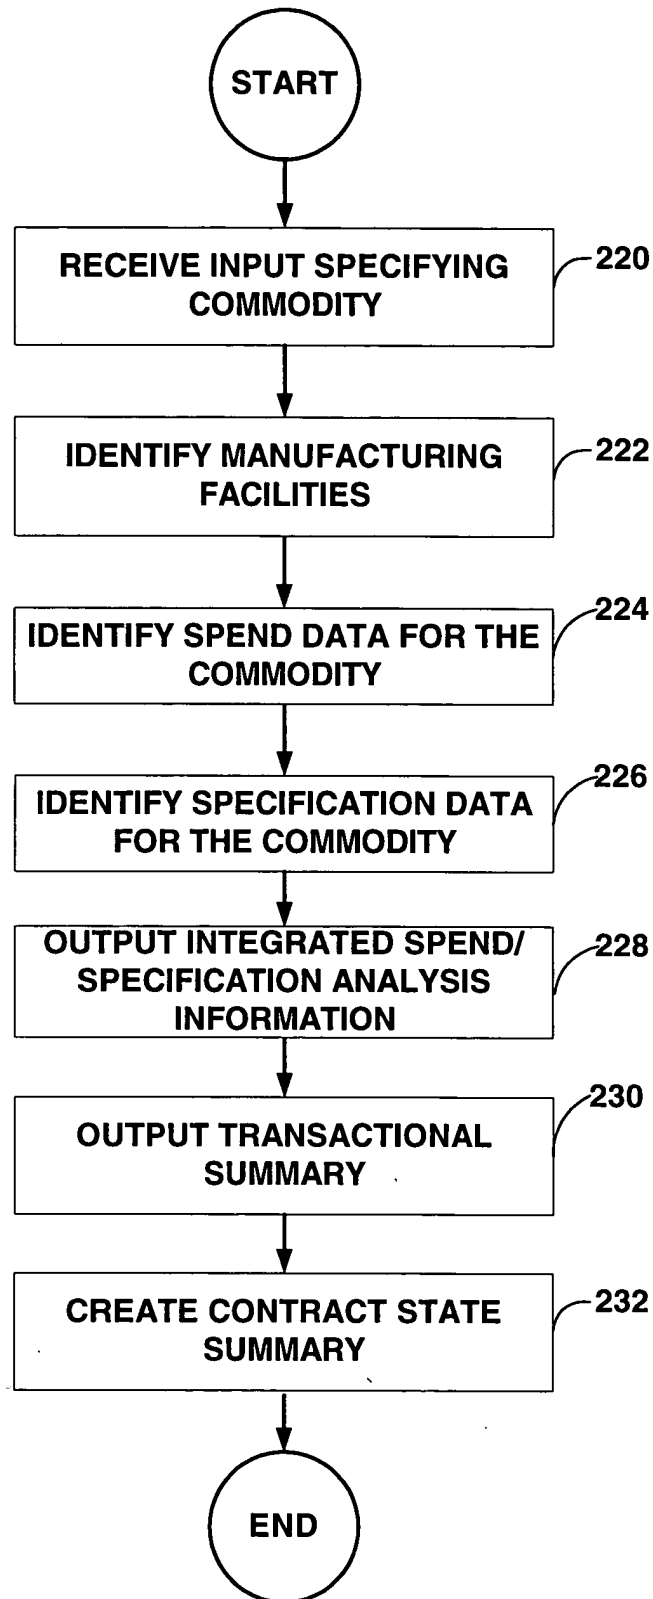 START
RECEIVE INPUT SPECIFYING
COMMODITY
220
IDENTIFY MANUFACTURING
FACILITIES
222
IDENTIFY SPEND DATA FOR THE
COMMODITY
224
IDENTIFY SPECIFICATION DATA
FOR THE COMMODITY
226
OUTPUT INTEGRATED SPEND/
SPECIFICATION ANALYSIS
INFORMATION
228
OUTPUT TRANSACTIONAL
SUMMARY
230
CREATE CONTRACT STATE
SUMMARY
232
END